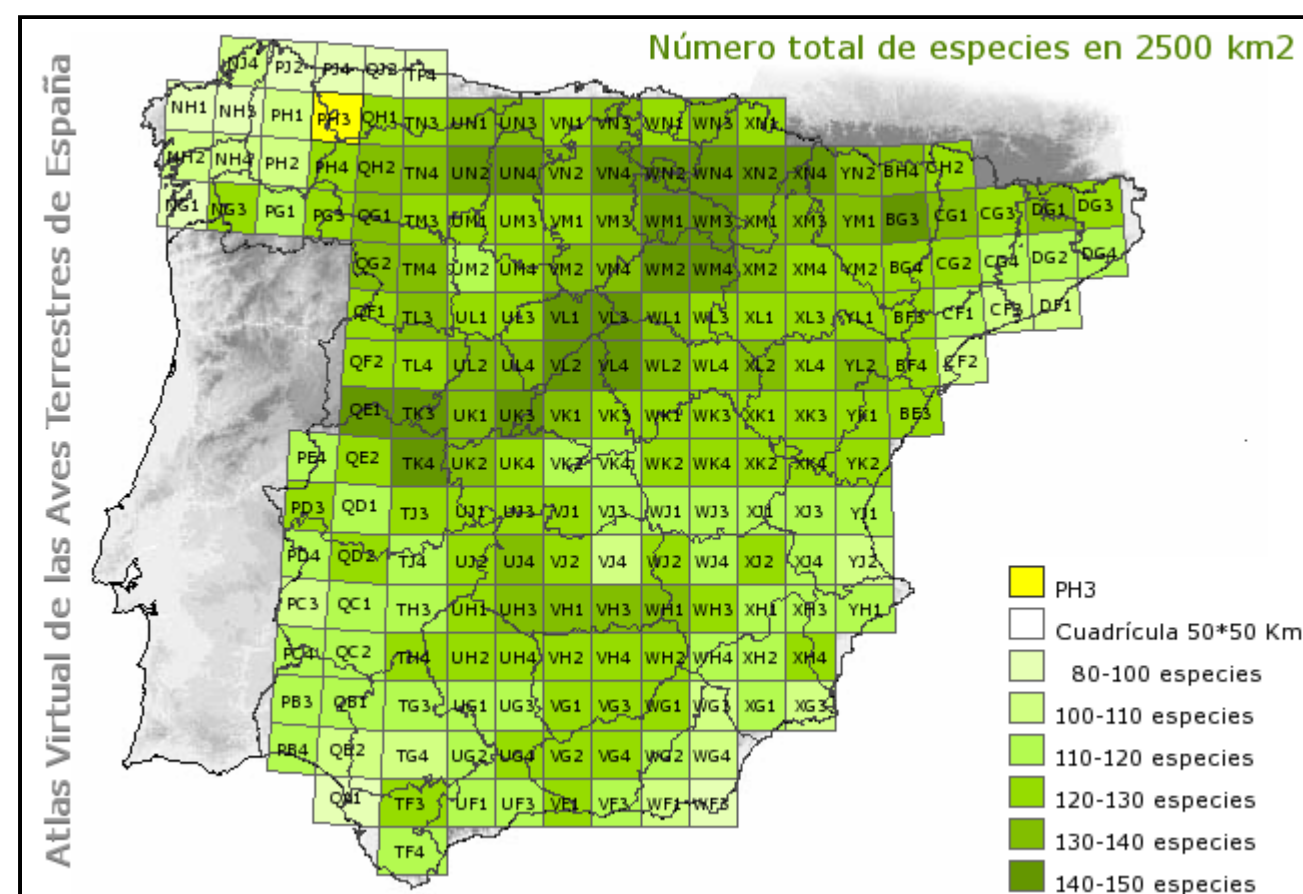 Número total de especies en 2500 km2
Atlas Virtual de las Aves Terrestres de España
NJ4 PJ2 PJ4 QJ2 TP4
NH1 NH3 PH1 PH3 QH1 TN3 UN1 UN3 VN1 VN3 WN1 WN3 XN1
NH2 NH4 PH2 PH4 QH2 TN4 UN2 UN4 VN2 VN4 WN2 WN4 XN2 XN4 YN2 BH4 CH2
NG1 NG3 PG1 PG3 QG1 TM3 UM1 UM3 VM1 VM3 WM1 WM3 XM1 XM3 YM1 BG3 CG1 CG3 DG1 DG3
QG2 TM4 UM2 UM4 VM2 VN4 WM2 WM4 XM2 XM4 YM2 BG4 CG2 CG4 DG2 DG4
QF1 TL3 UL1 UL3 VL1 VL3 WL1 WL3 XL1 XL3 YL1 BF3 CF1 CF3 DF1
QF2 TL4 UL2 UL4 VL2 VL4 WL2 WL4 XL2 XL4 YL2 BF4 CF2
QE1 TK3 UK1 UK3 VK1 VK3 WK1 WK3 XK1 XK3 YK1 BE3
PE4 QE2 TK4 UK2 UK4 VK2 VK4 WK2 WK4 XK2 XK4 YK2
PD3 QD1 TJ3 UJ1 UJ3 VJ1 VJ3 WJ1 WJ3 XJ1 XJ3 YJ1
PD4 QD2 TJ4 UJ2 UJ4 VJ2 VJ4 WJ2 WJ4 XJ2 XJ4 YJ2
PC3 QC1 TH3 UH1 UH3 VH1 VH3 WH1 WH3 XH1 XH3 YH1
PC4 QC2 TH4 UH2 UH4 VH2 VH4 WH2 WH4 XH2 XH4
PB3 QB1 TG3 UG1 UG3 VG1 VG3 WG1 WG3 XG1 XG3
PB4 QB2 TG4 UG2 UG4 VG2 VG4 WG2 WG4
QA1 TF3 UF1 UF3 VF1 VF3 WF1 WF3
TF4
PH3
Cuadrícula 50*50 Km
80-100 especies
100-110 especies
110-120 especies
120-130 especies
130-140 especies
140-150 especies